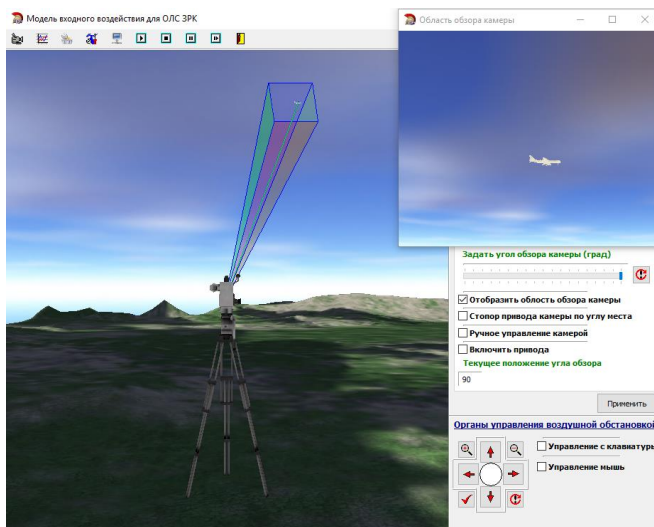 Модель входного воздействия для ОЛС ЗРК
Область обзора камеры
Задать угол обзора камеры (град)
Отобразить облость обзора камеры
Стопор привода камеры по углу места
Ручное управление камерой
Включить привода
Текущее положение угла обзора
90
Применить
Органы управления воздушной обстановкой
Управление с клавиатуры
Управление мышь